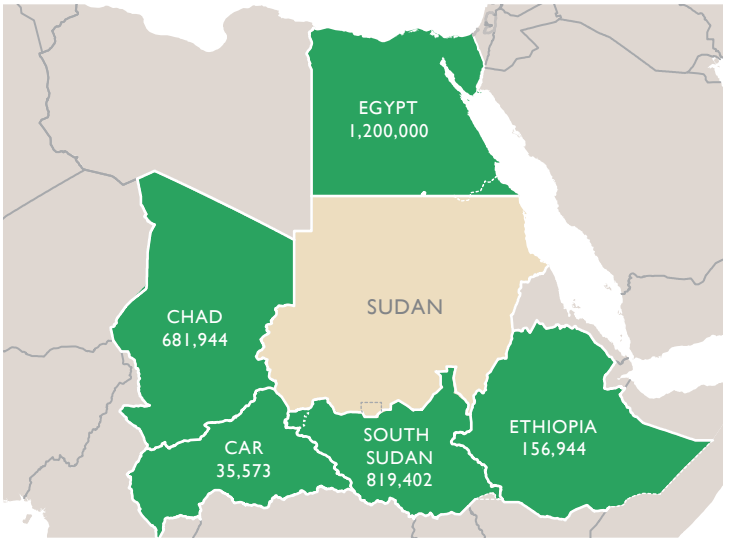 EGYPT
1,200,000
SUDAN
CHAD
681,944
CAR
35,573
SOUTH
SUDAN
819,402
ETHIOPIA
156,944